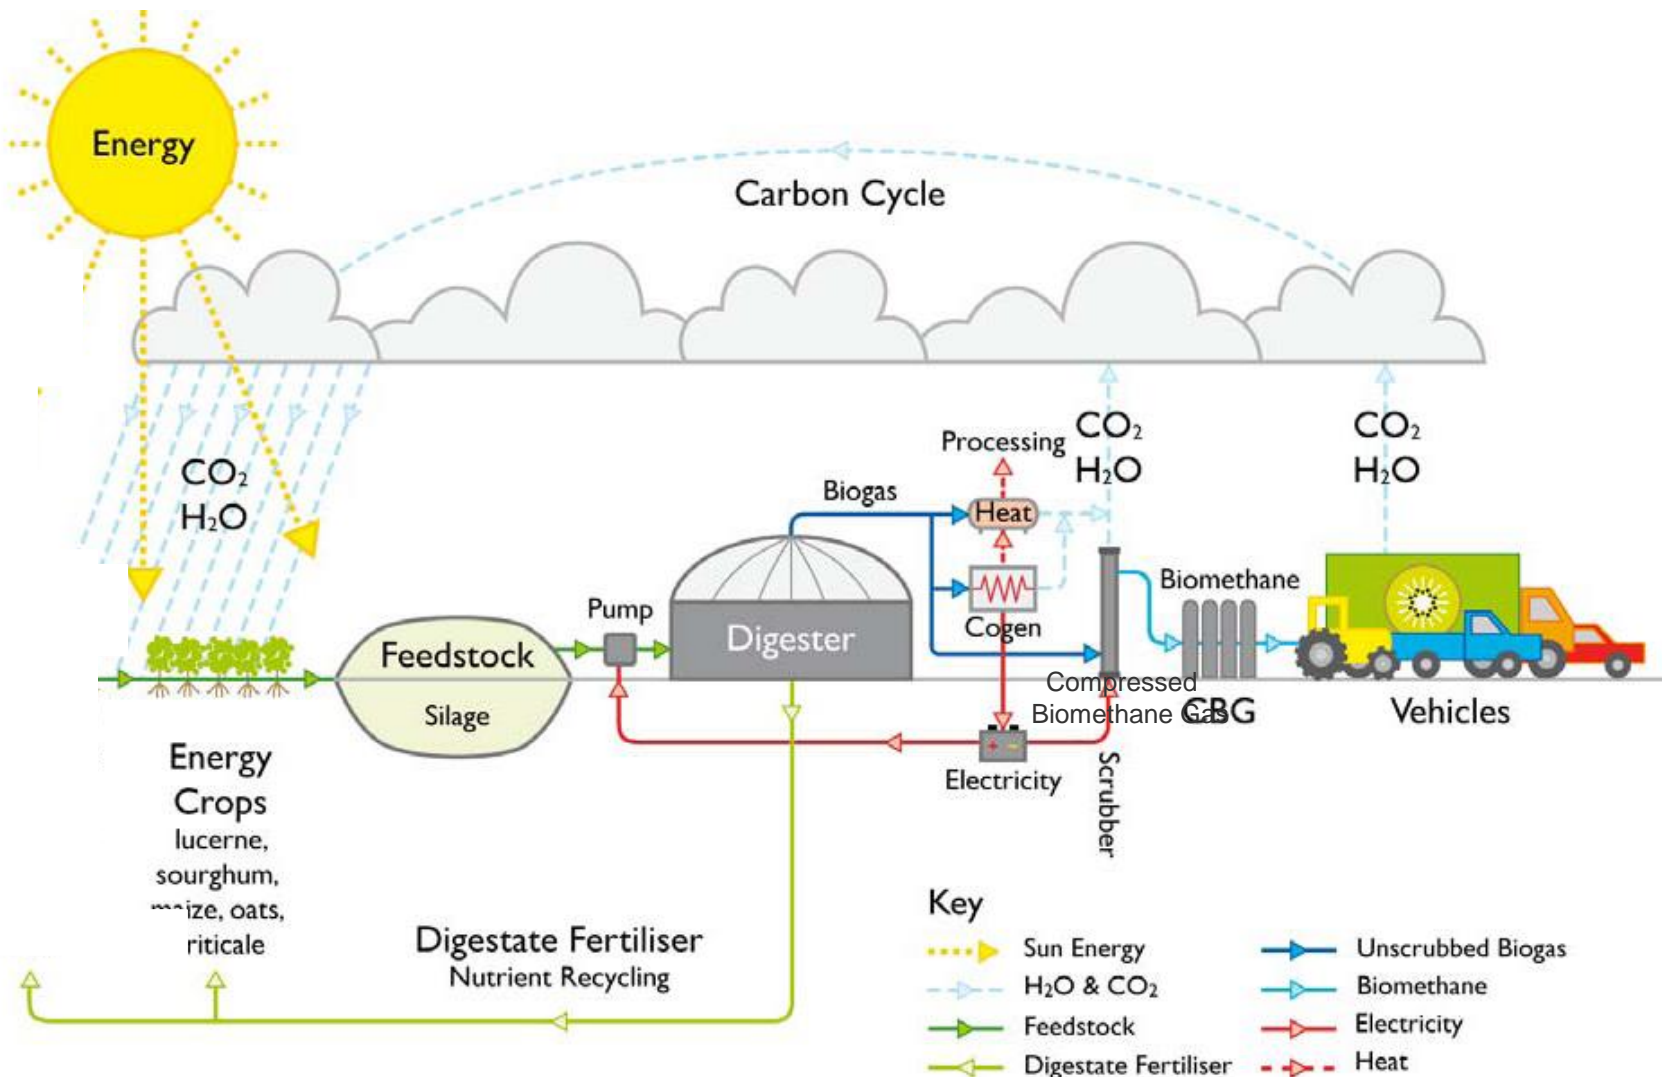 Energy
Carbon Cycle
CO₂
H₂O
Processing
CO₂
H₂O
CO₂
H₂O
Biogas
Heat
Biomethane
Pump
Cogen
Feedstock
Digester
Silage
Compressed
Biomethane Gas
CBG
Vehicles
Energy
Crops
lucerne,
sourghum,
oats,
Electricity
Scrubber
Digestate Fertiliser
Nutrient Recycling
Key
Sun Energy
H₂O & CO₂
Feedstock
Digestate Fertiliser
Unscrubbed Biogas
Biomethane
Electricity
Heat